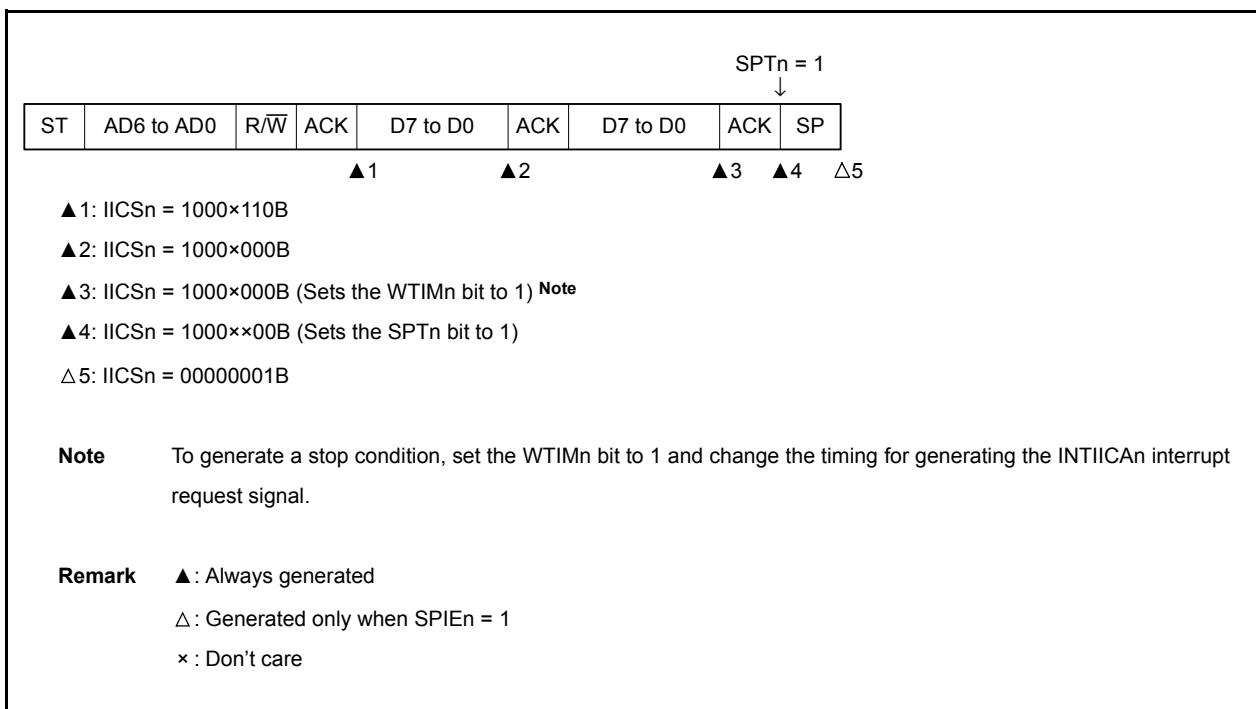 SPTn = 1
↓
ST AD6 to AD0 R/W̅ ACK D7 to D0 ACK D7 to D0 ACK SP
▲1 ▲2 ▲3 ▲4 △5
▲1: IICSn = 1000×110B
▲2: IICSn = 1000×000B
▲3: IICSn = 1000×000B (Sets the WTIMn bit to 1) Note
▲4: IICSn = 1000××00B (Sets the SPTn bit to 1)
△5: IICSn = 00000001B
Note To generate a stop condition, set the WTIMn bit to 1 and change the timing for generating the INTIICAn interrupt
request signal.
Remark ▲: Always generated
△: Generated only when SPIEn = 1
×: Don't care